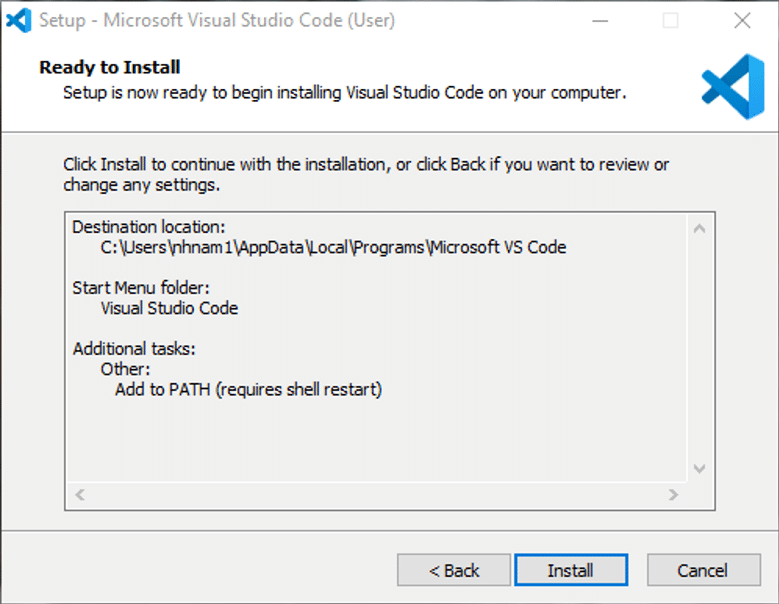 Setup - Microsoft Visual Studio Code (User)
Ready to Install
Setup is now ready to begin installing Visual Studio Code on your computer.
Click Install to continue with the installation, or click Back if you want to review or
change any settings.
Destination location:
C:\Users\nhnam1\AppData\Local\Programs\Microsoft VS Code
Start Menu folder:
Visual Studio Code
Additional tasks:
Other:
Add to PATH (requires shell restart)
< Back
Install
Cancel